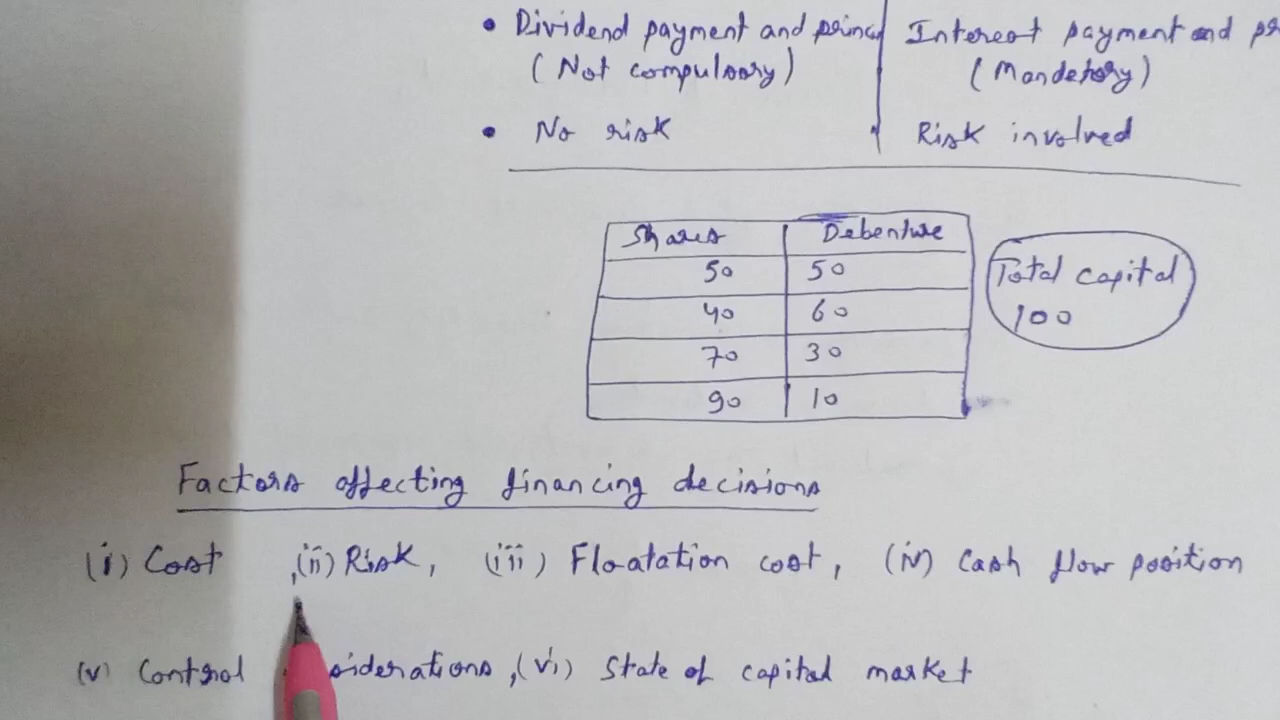 • Dividend payment and princ Interest payment and pr
(Not compulsory) (Mandetory)
• No risk Risk involved
Shares Debenture
50 50
40 60
70 30
90 10
Total capital
100
Factors affecting financing decisions
(i) Cost ,(ii) Risk, (iii) Floatation cost, (iv) Cash flow position
(v) Control siderations, (vi) State of capital market